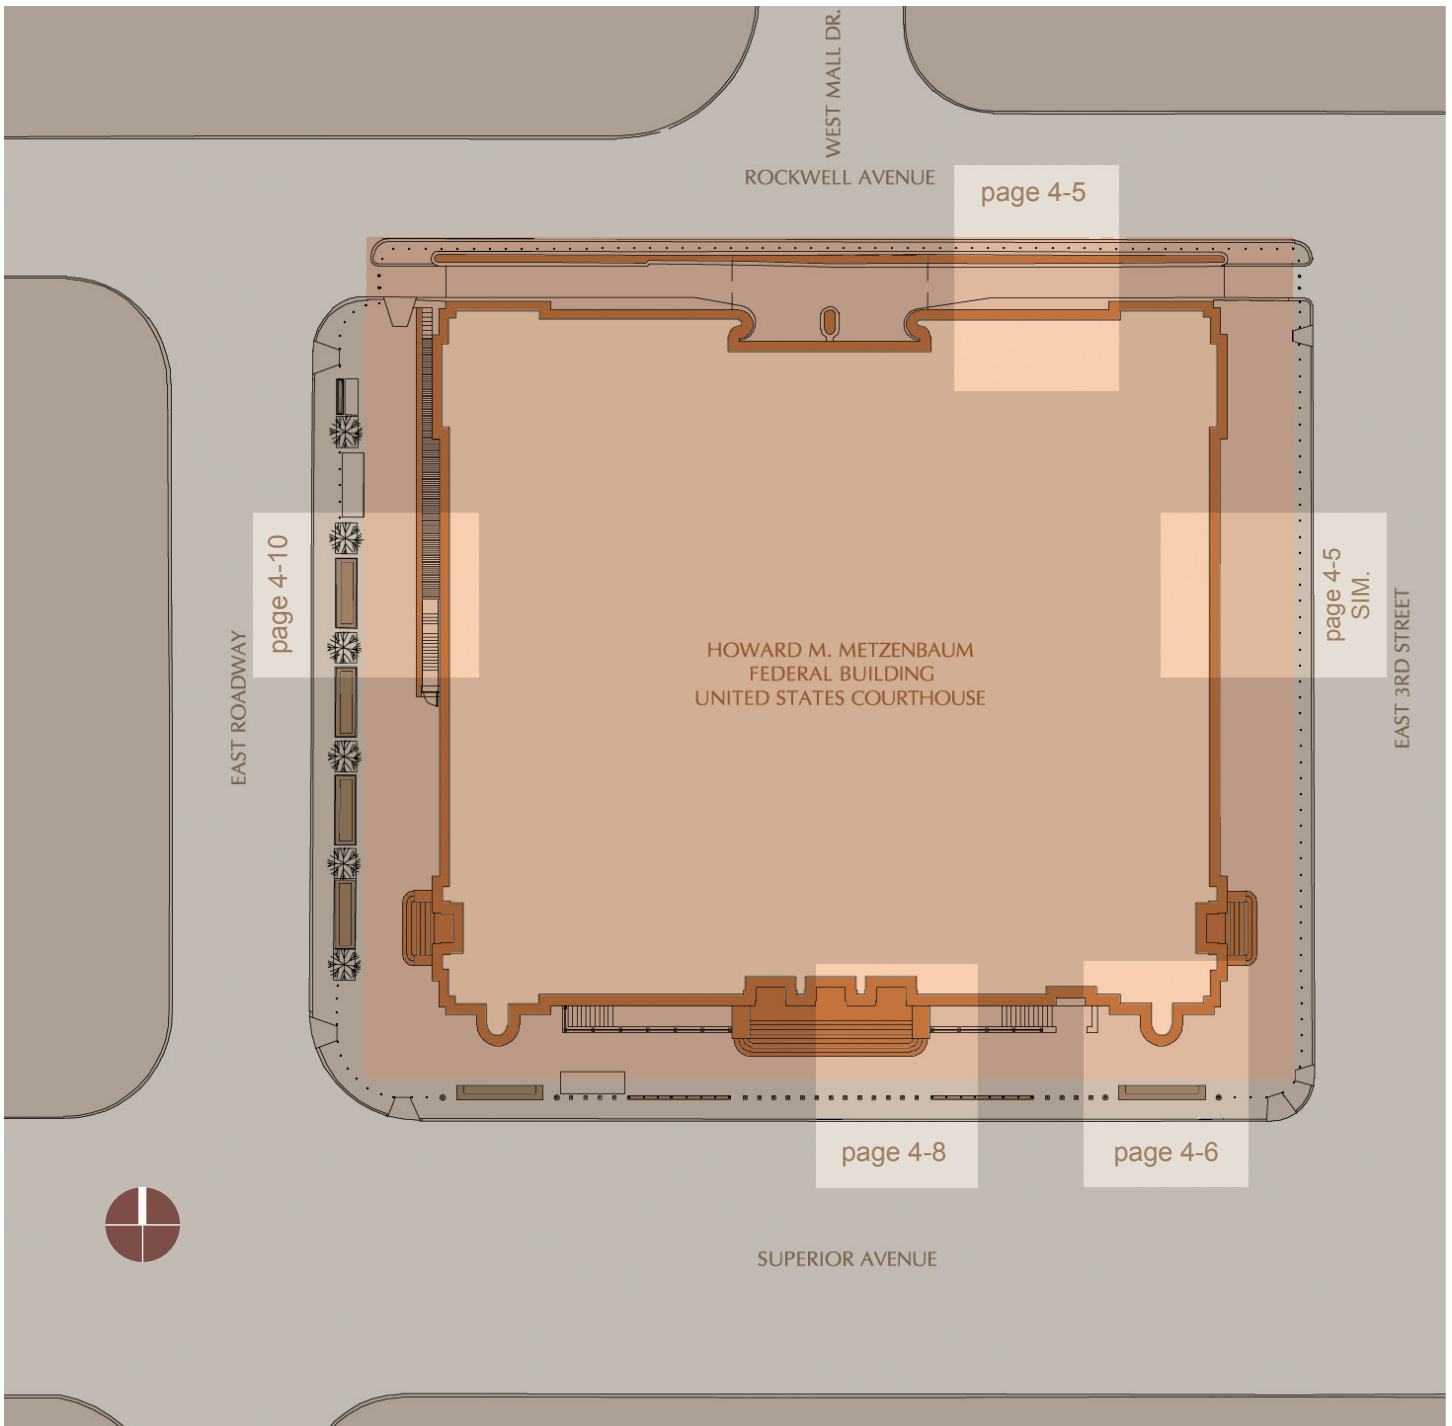 WEST MALL DR.
ROCKWELL AVENUE
page 4-5
page 4-10
page 4-5
SIM.
EAST ROADWAY
EAST 3RD STREET
HOWARD M. METZENBAUM
FEDERAL BUILDING
UNITED STATES COURTHOUSE
page 4-8
page 4-6
SUPERIOR AVENUE